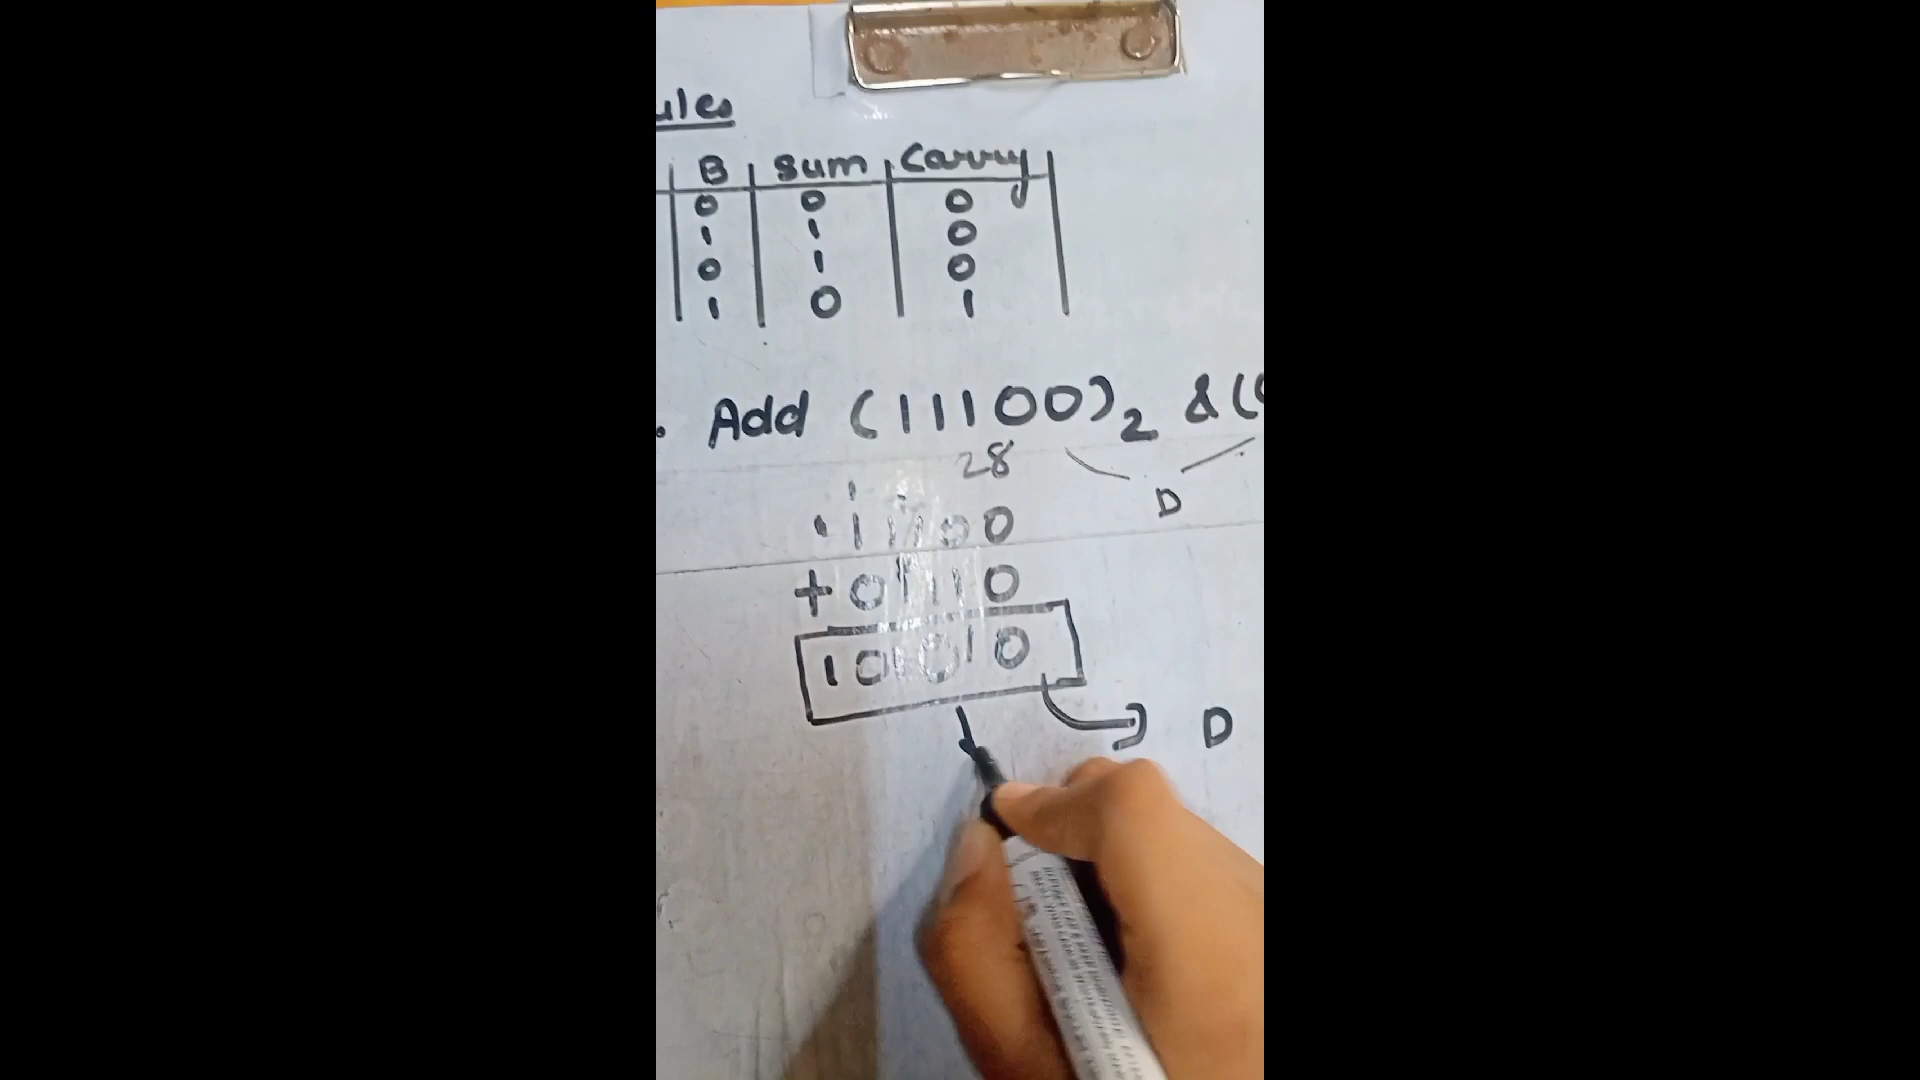 ules
B | Sum | Carry
0 | 0 | 0
1 | 1 | 0
0 | 1 | 0
1 | 0 | 1
. Add (11100)2 & (
28
D
1
11100
+01110
101010
D